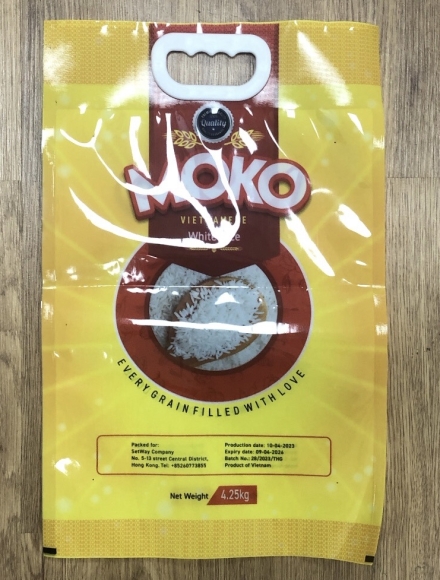 Quality
MOKO
VIETNAMESE
White Rice
EVERY GRAIN FILLED WITH LOVE
Packed for:
SetWay Company
No. 5-13 street Central District,
Hong Kong. Tel: +85260773855
Production date: 10-04-2023
Expiry date: 09-04-2026
Batch No.: 28/2023/THG
Product of Vietnam
Net Weight 4.25kg